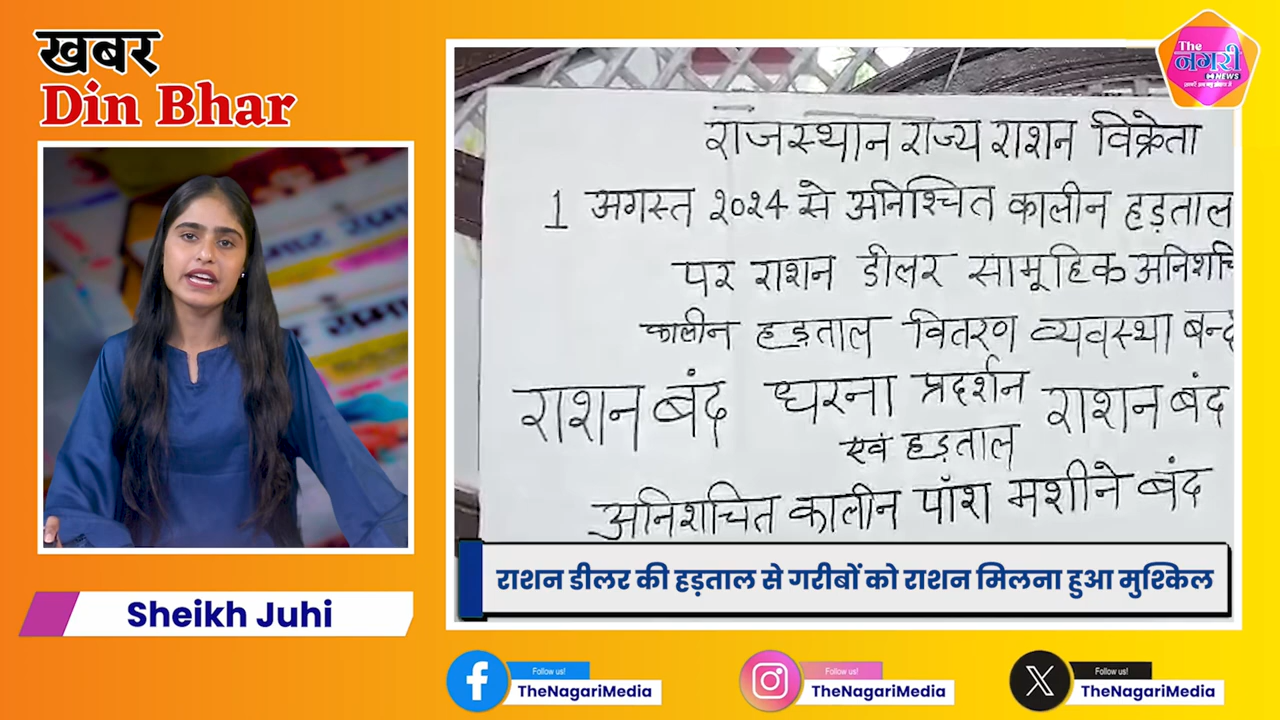 खबर
Din Bhar
The
नगरी
NEWS
राजस्थान राज्य राशन विक्रेता
1 अगस्त २०२4 से अनिश्चित कालीन हड़ताल
पर राशन डीलर सामूहिक अनिशचि
कालीन हड़ताल वितरण व्यवस्था बन्द
राशन बंद धरना प्रदर्शन राशन बंद
एवं हड़ताल
अनिशचित कालीन पॉश मशीने बंद
राशन डीलर की हड़ताल से गरीबों को राशन मिलना हुआ मुश्किल
Sheikh Juhi
Follow us!
TheNagariMedia
Follow us!
TheNagariMedia
Follow us!
TheNagariMedia